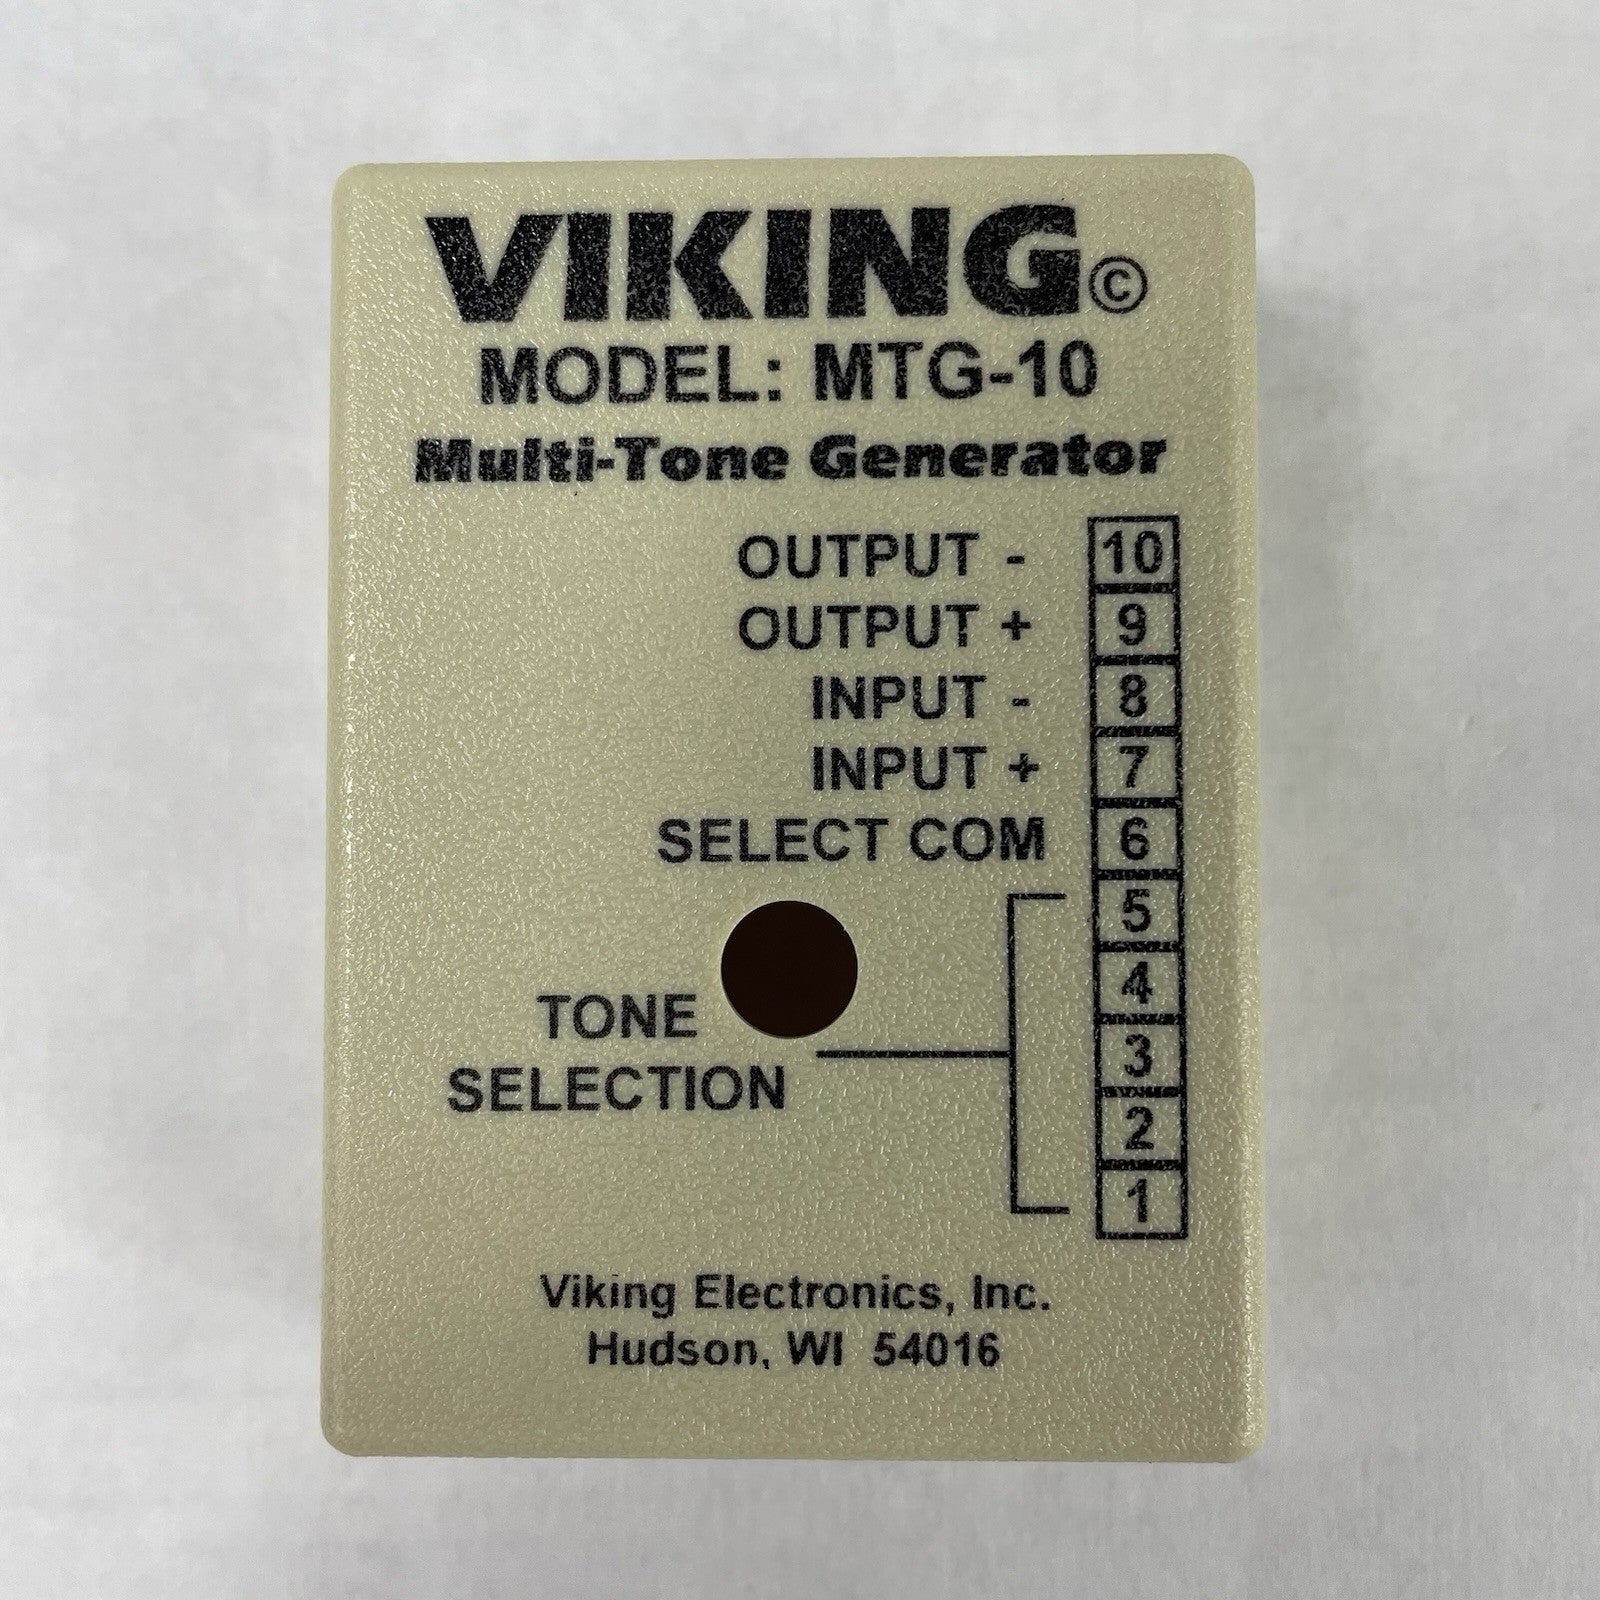 VIKING©
MODEL: MTG-10
Multi-Tone Generator
OUTPUT - 10
OUTPUT + 9
INPUT - 8
INPUT + 7
SELECT COM 6
5
4
TONE
3
SELECTION
2
1
Viking Electronics, Inc.
Hudson, WI 54016